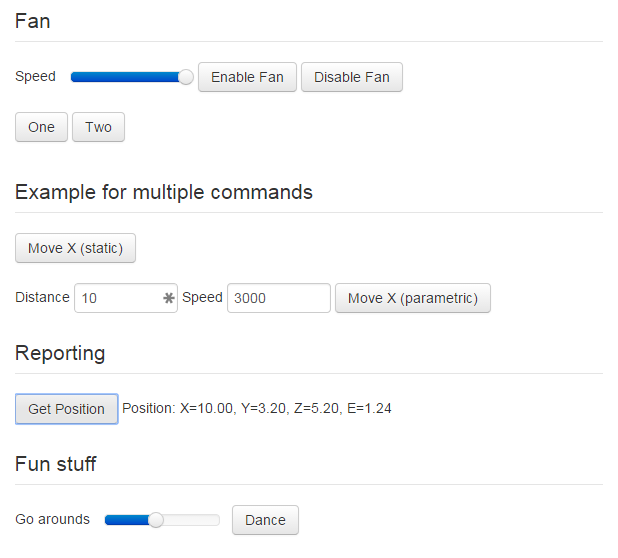 Fan
Speed Enable Fan Disable Fan
One Two
Example for multiple commands
Move X (static)
Distance 10 Speed 3000 Move X (parametric)
Reporting
Get Position Position: X=10.00, Y=3.20, Z=5.20, E=1.24
Fun stuff
Go arounds Dance